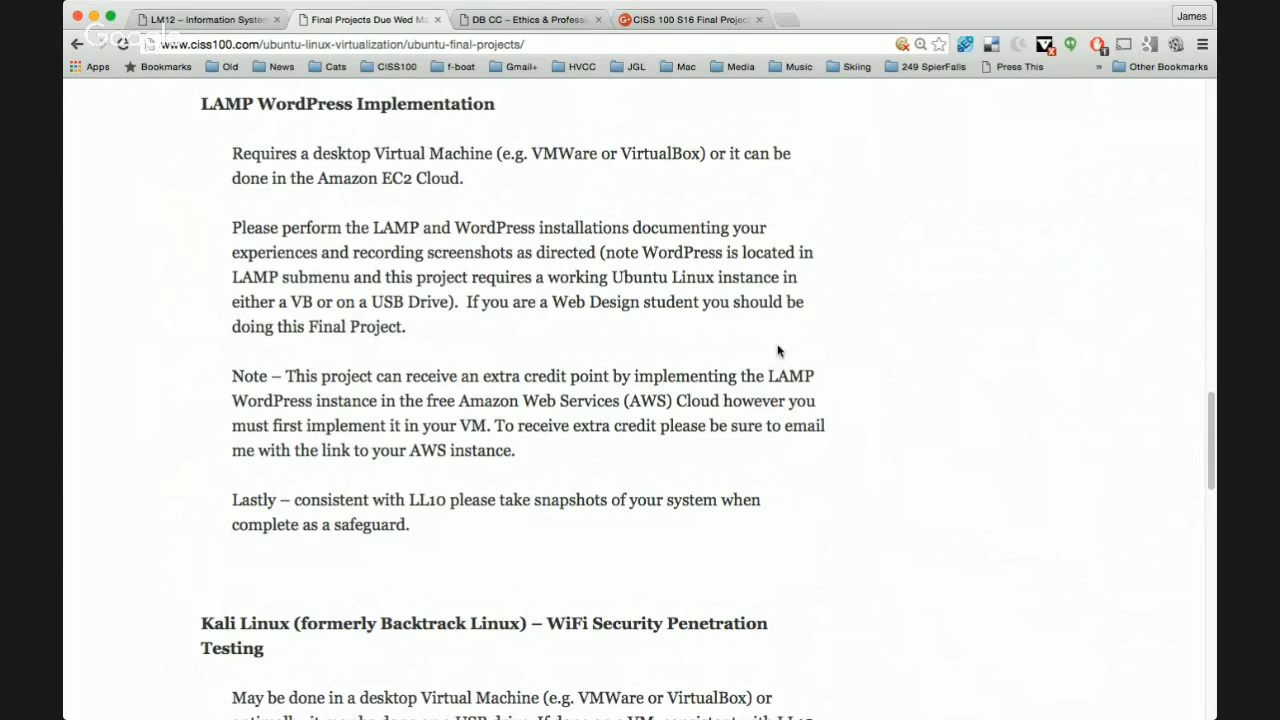 LM12 – Information System
Final Projects Due Wed Ma
DB CC – Ethics & Professi
CISS 100 S16 Final Projec
James
Google
www.ciss100.com/ubuntu-linux-virtualization/ubuntu-final-projects/
Apps Bookmarks Old News Cats CISS100 f-boat Gmail+ HVCC JGL Mac Media Music Skiing 249 SpierFalls Press This » Other Bookmarks
LAMP WordPress Implementation
Requires a desktop Virtual Machine (e.g. VMWare or VirtualBox) or it can be
done in the Amazon EC2 Cloud.
Please perform the LAMP and WordPress installations documenting your
experiences and recording screenshots as directed (note WordPress is located in
LAMP submenu and this project requires a working Ubuntu Linux instance in
either a VB or on a USB Drive). If you are a Web Design student you should be
doing this Final Project.
Note – This project can receive an extra credit point by implementing the LAMP
WordPress instance in the free Amazon Web Services (AWS) Cloud however you
must first implement it in your VM. To receive extra credit please be sure to email
me with the link to your AWS instance.
Lastly – consistent with LL10 please take snapshots of your system when
complete as a safeguard.
Kali Linux (formerly Backtrack Linux) – WiFi Security Penetration
Testing
May be done in a desktop Virtual Machine (e.g. VMWare or VirtualBox) or